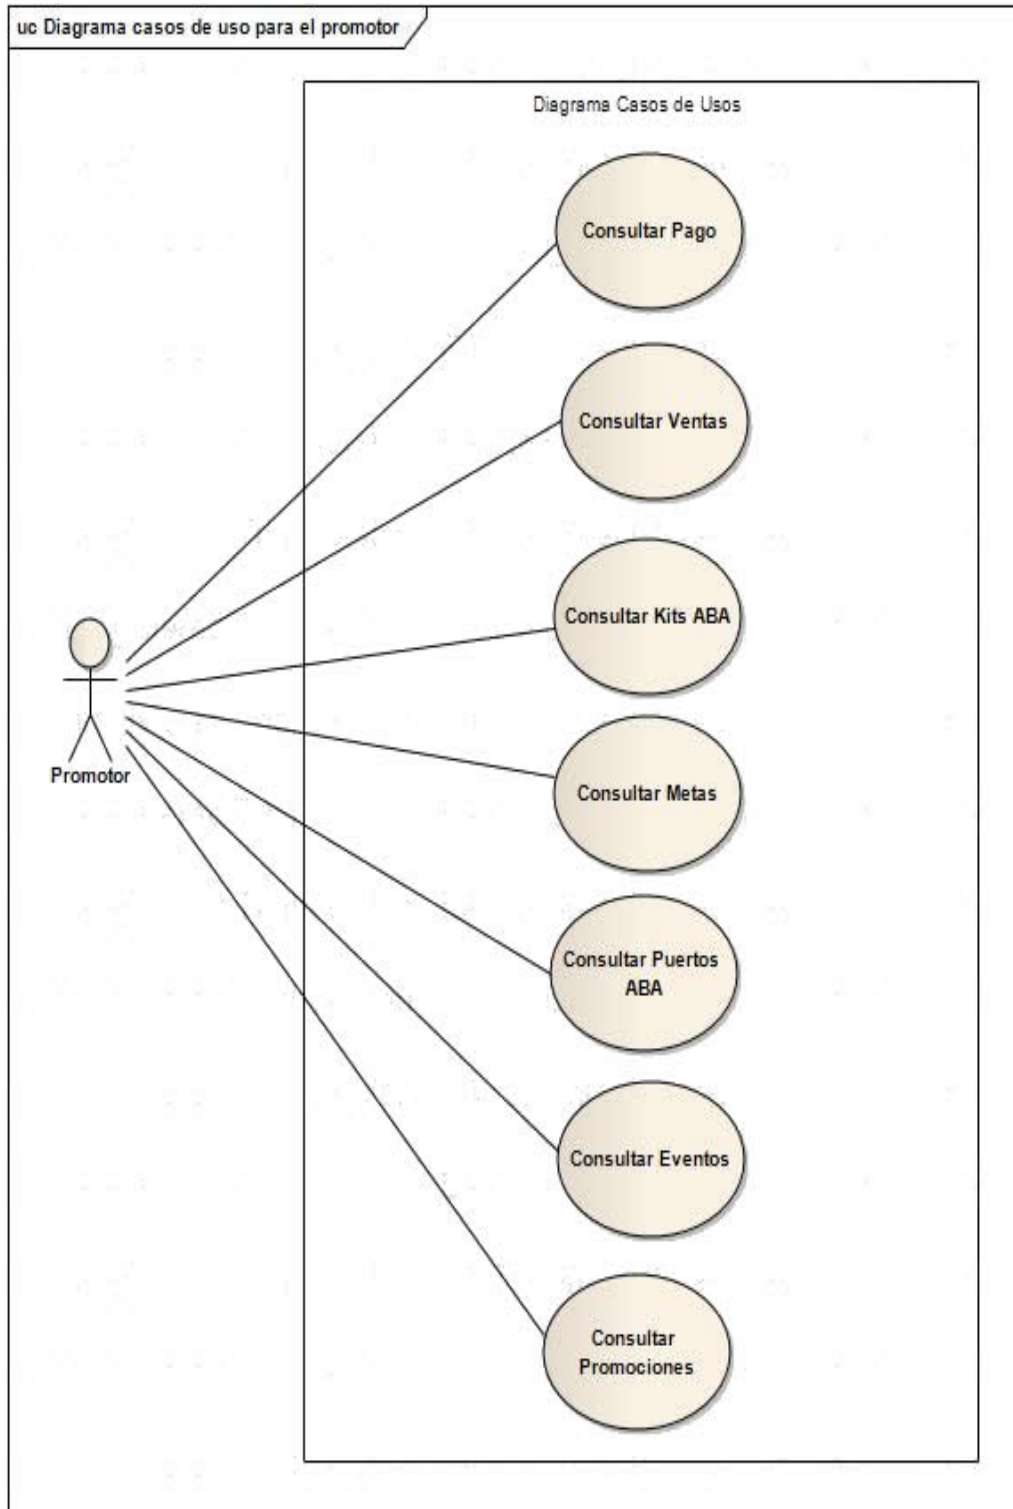 uc Diagrama casos de uso para el promotor
Diagrama Casos de Usos
Consultar Pago
Consultar Ventas
Consultar Kits ABA
Promotor
Consultar Metas
Consultar Puertos
ABA
Consultar Eventos
Consultar
Promociones